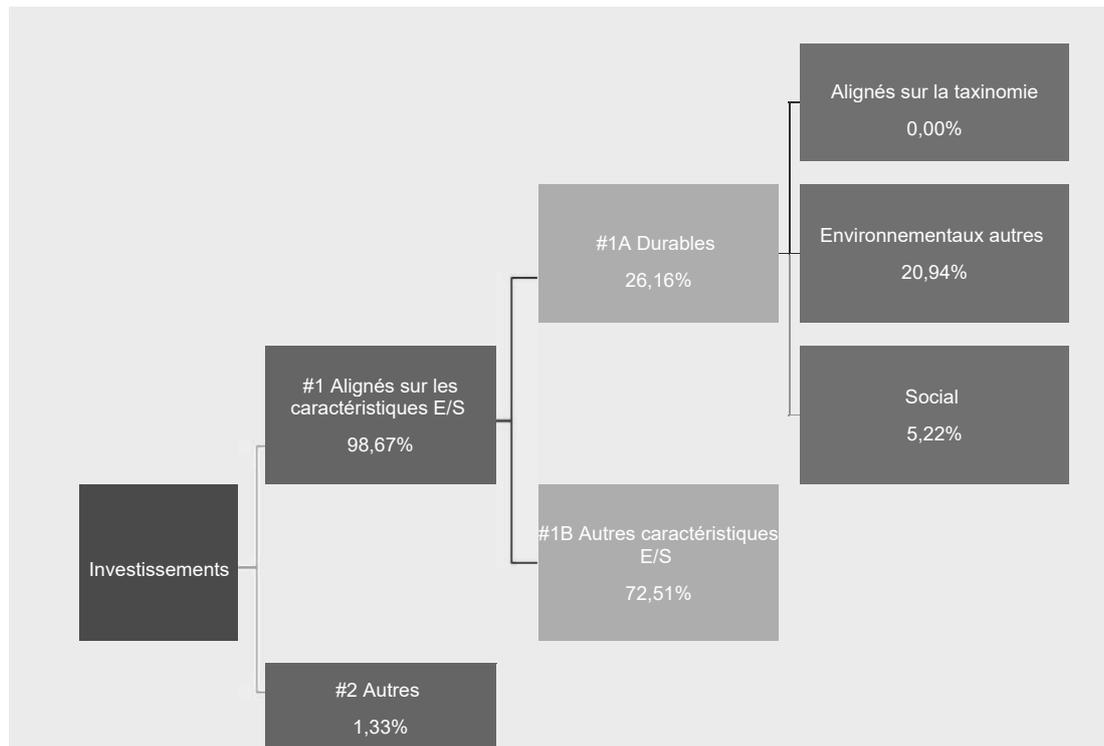 Alignés sur la taxinomie
0,00%
#1A Durables
26,16%
Environnementaux autres
20,94%
#1 Alignés sur les
caractéristiques E/S
98,67%
Social
5,22%
Investissements
#1B Autres caractéristiques
E/S
72,51%
#2 Autres
1,33%